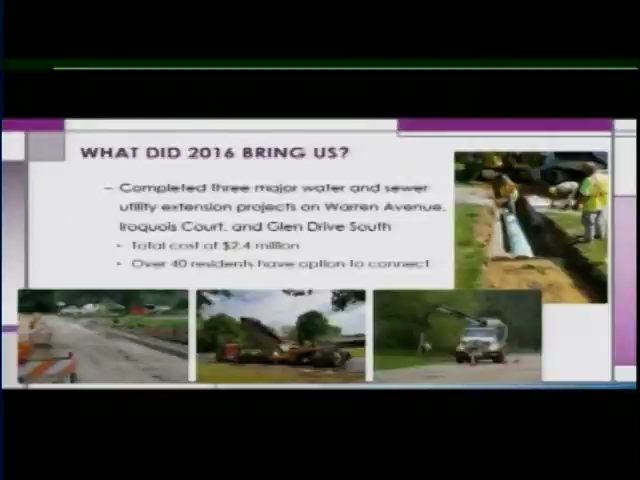 WHAT DID 2016 BRING US?
– Completed three major water and sewer
utility extension projects on Warren Avenue,
Iroquois Court, and Glen Drive South
• Total cost of $2.4 million
• Over 40 residents have option to connect